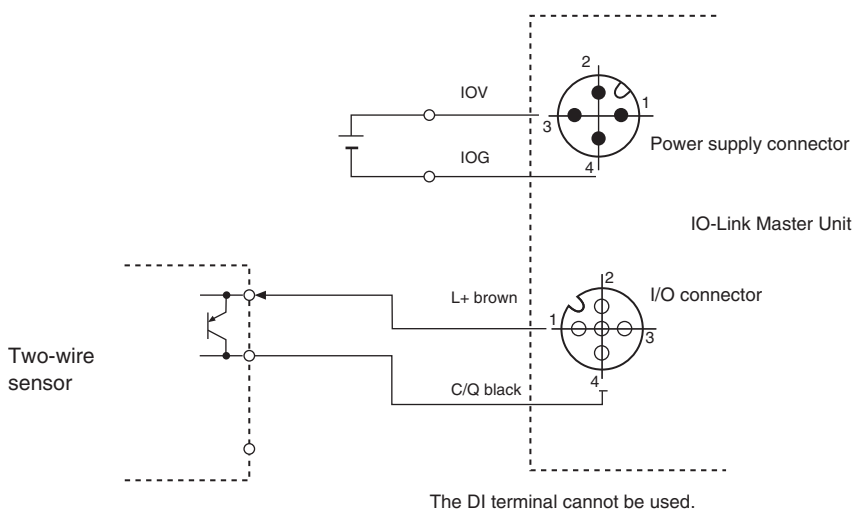 2
IOV
1
3
Power supply connector
IOG
4
IO-Link Master Unit
2
L+ brown
I/O connector
1
3
Two-wire
sensor
4
C/Q black
The DI terminal cannot be used.